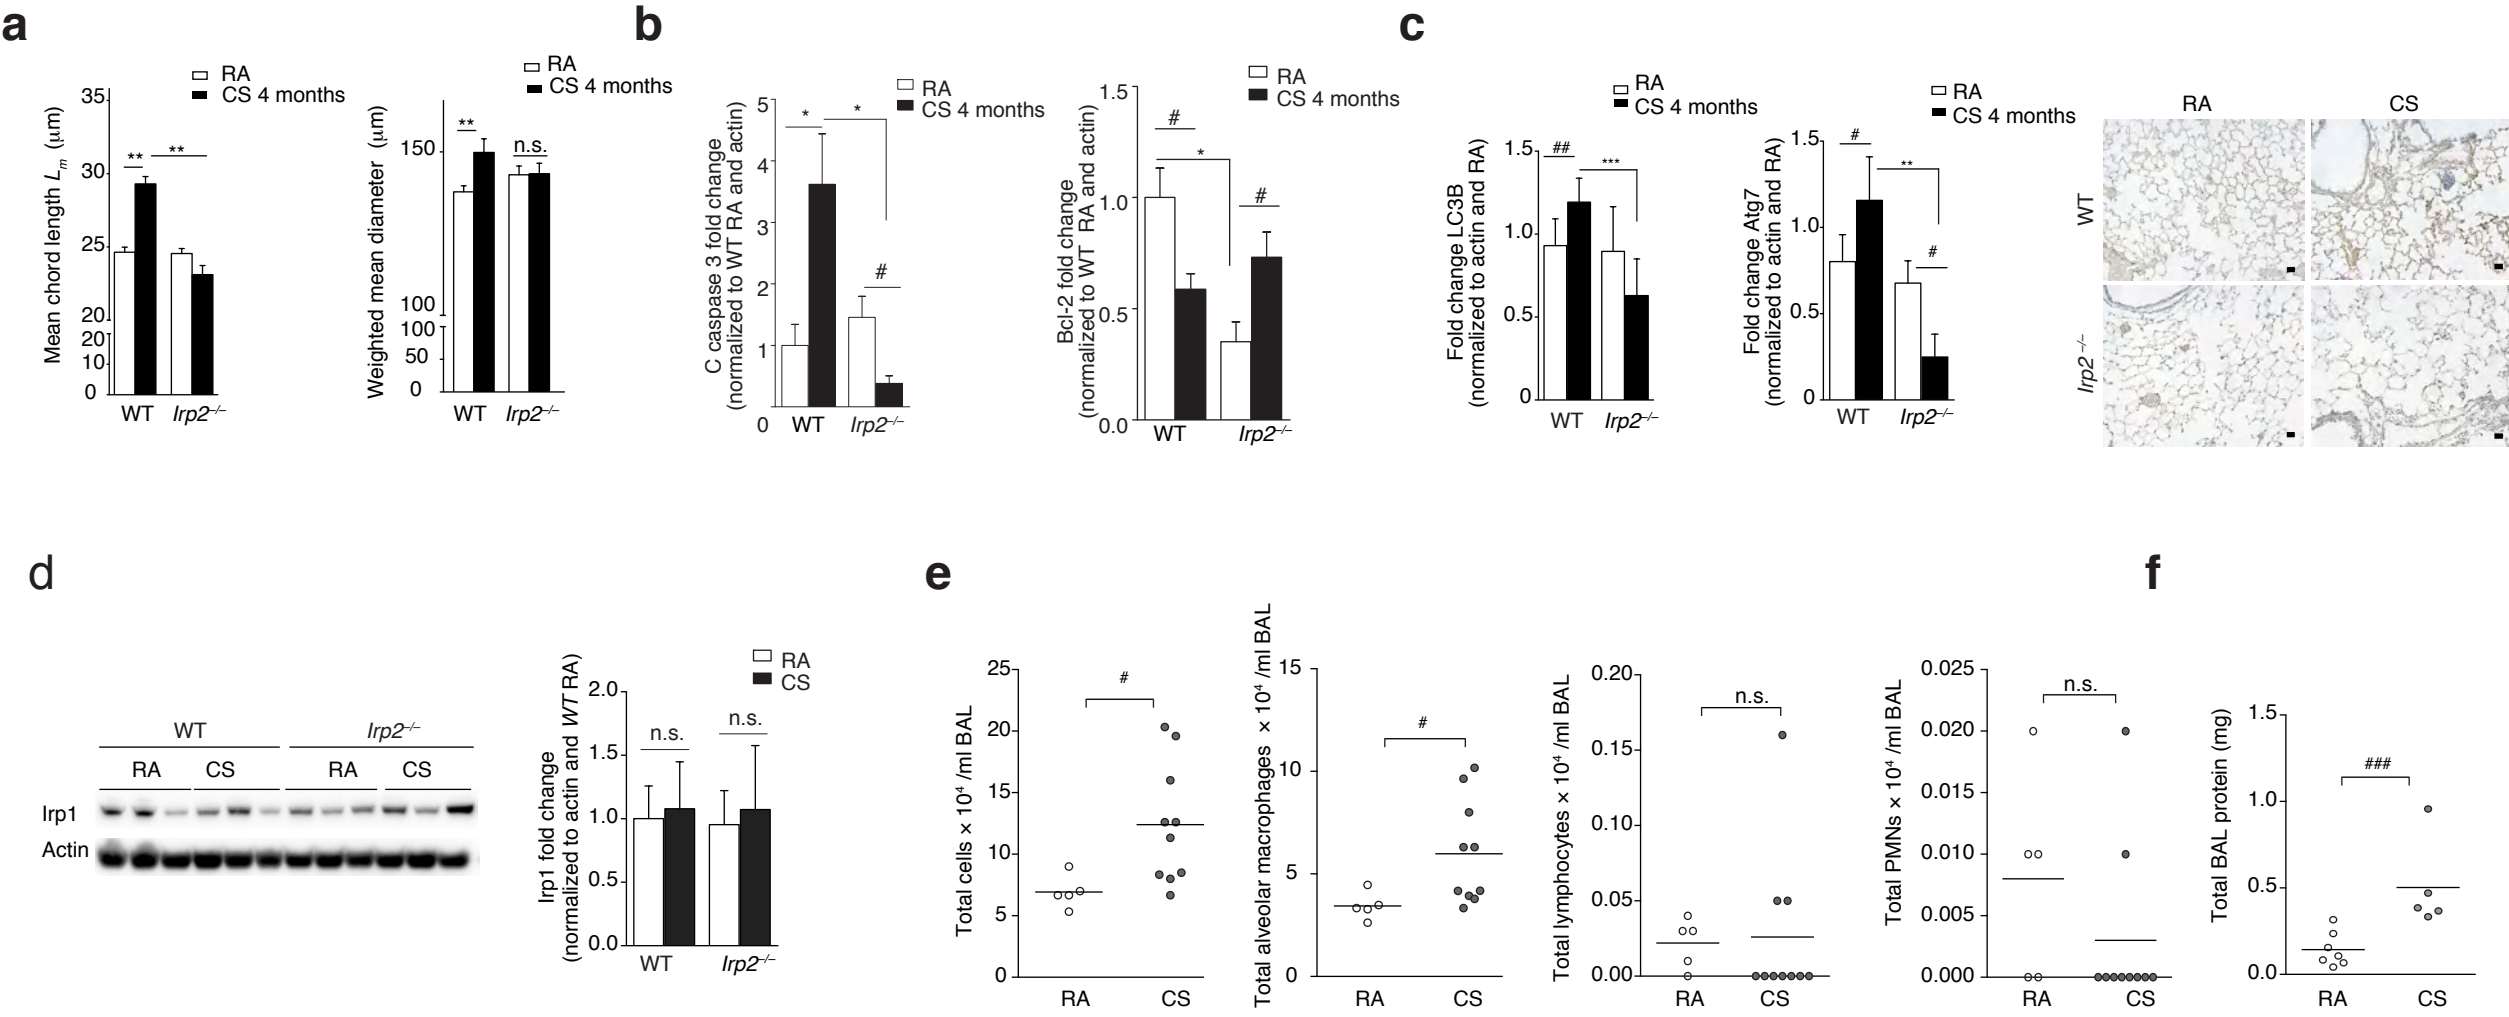 a
RA
CS 4 months
Mean chord length Lm (μm)
35
30
25
20
20
10
0
**
**
WT
Irp2–/–
RA
CS 4 months
Weighted mean diameter (μm)
150
100
100
50
0
**
n.s.
WT
Irp2–/–
b
RA
CS 4 months
C caspase 3 fold change
(normalized to WT RA and actin)
5
4
3
2
1
0
*
*
#
WT
Irp2–/–
RA
CS 4 months
Bcl-2 fold change
(normalized to WT RA and actin)
1.5
1.0
0.5
0.0
#
*
#
WT
Irp2–/–
c
RA
CS 4 months
Fold change LC3B
(normalized to actin and RA)
1.5
1.0
0.5
0
##
***
WT
Irp2–/–
RA
CS 4 months
Fold change Atg7
(normalized to actin and RA)
1.5
1.0
0.5
0
#
**
#
WT
Irp2–/–
RA
CS
WT
Irp2–/–
d
WT
Irp2–/–
RA
CS
RA
CS
Irp1
Actin
RA
CS
Irp1 fold change
(normalized to actin and WT RA)
2.0
1.5
1.0
0.5
0.0
n.s.
n.s.
WT
Irp2–/–
e
Total cells × 10⁴ /ml BAL
25
20
15
10
5
0
#
RA
CS
Total alveolar macrophages × 10⁴ /ml BAL
15
10
5
0
#
RA
CS
Total lymphocytes × 10⁴ /ml BAL
0.20
0.15
0.10
0.05
0.00
n.s.
RA
CS
Total PMNs × 10⁴ /ml BAL
0.025
0.020
0.015
0.010
0.005
0.000
n.s.
RA
CS
f
Total BAL protein (mg)
1.5
1.0
0.5
0.0
###
RA
CS